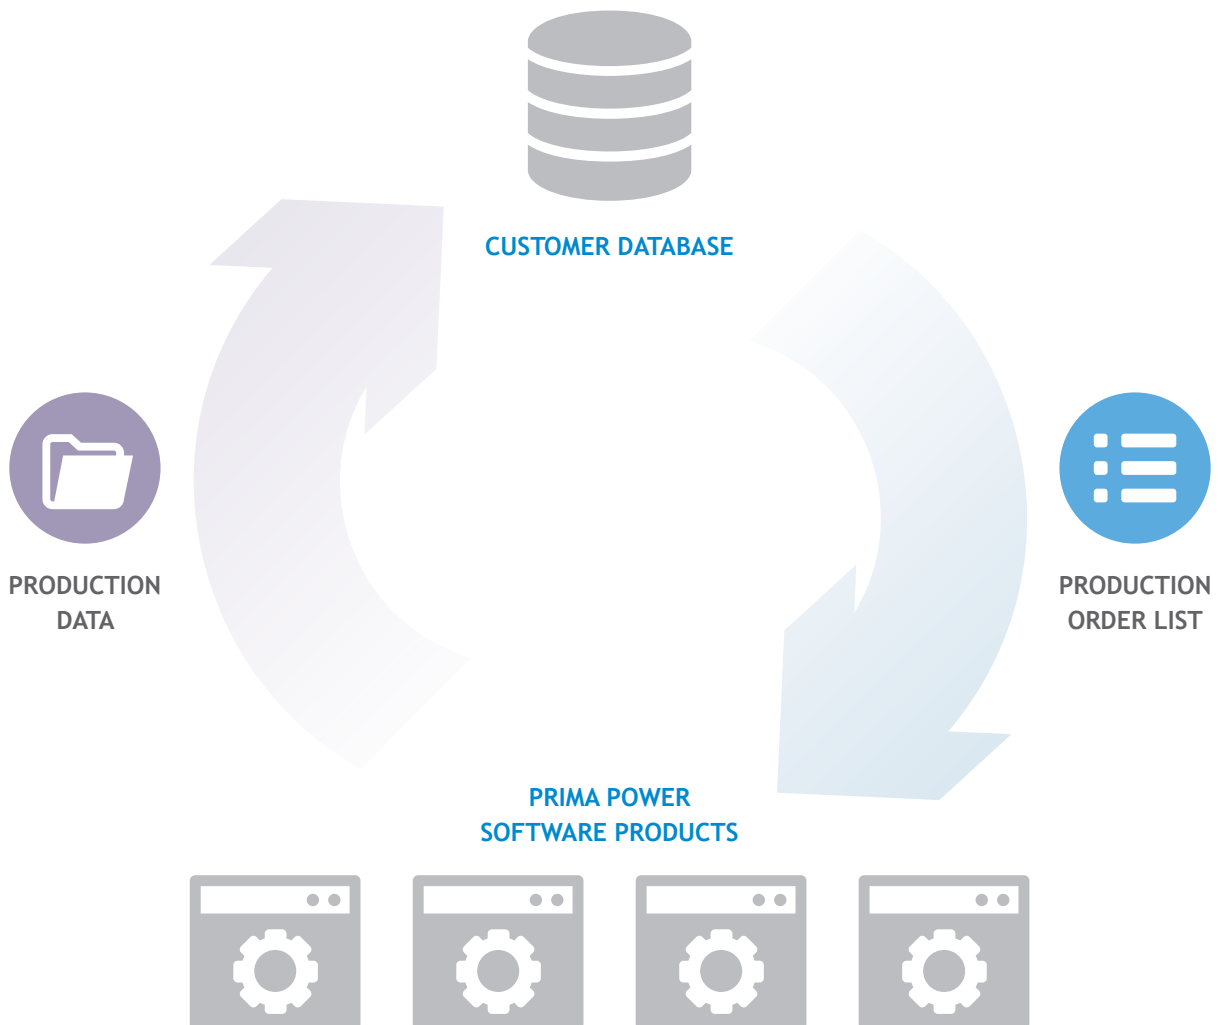 CUSTOMER DATABASE
PRODUCTION
DATA
PRODUCTION
ORDER LIST
PRIMA POWER
SOFTWARE PRODUCTS